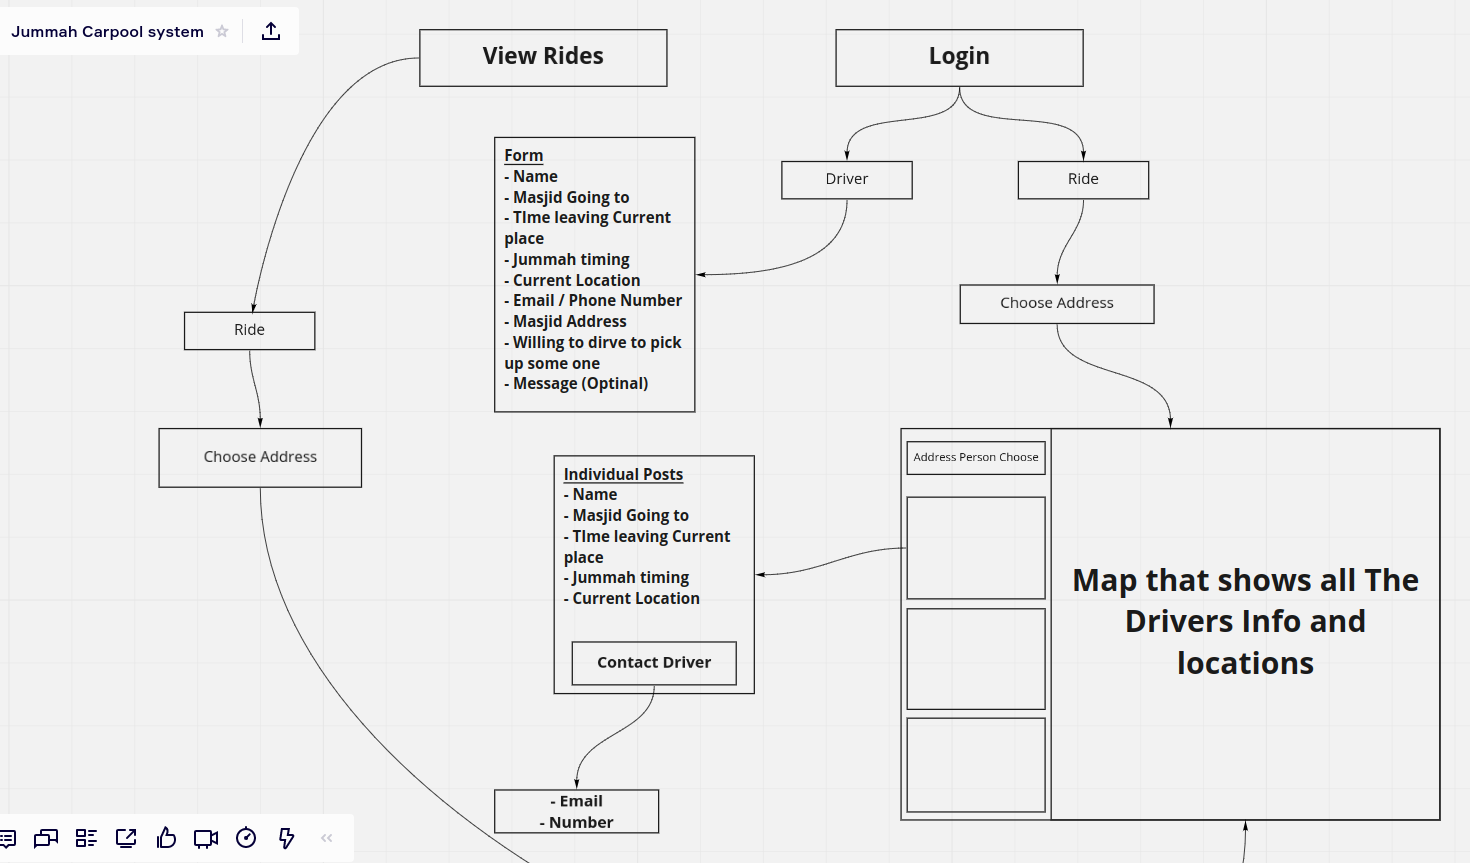 Jummah Carpool system
View Rides
Login
Form
- Name
- Masjid Going to
- TIme leaving Current
place
- Jummah timing
- Current Location
- Email / Phone Number
- Masjid Address
- Willing to dirve to pick
up some one
- Message (Optinal)
Driver
Ride
Choose Address
Ride
Choose Address
Individual Posts
- Name
- Masjid Going to
- TIme leaving Current
place
- Jummah timing
- Current Location
Contact Driver
- Email
- Number
Address Person Choose
Map that shows all The
Drivers Info and
locations